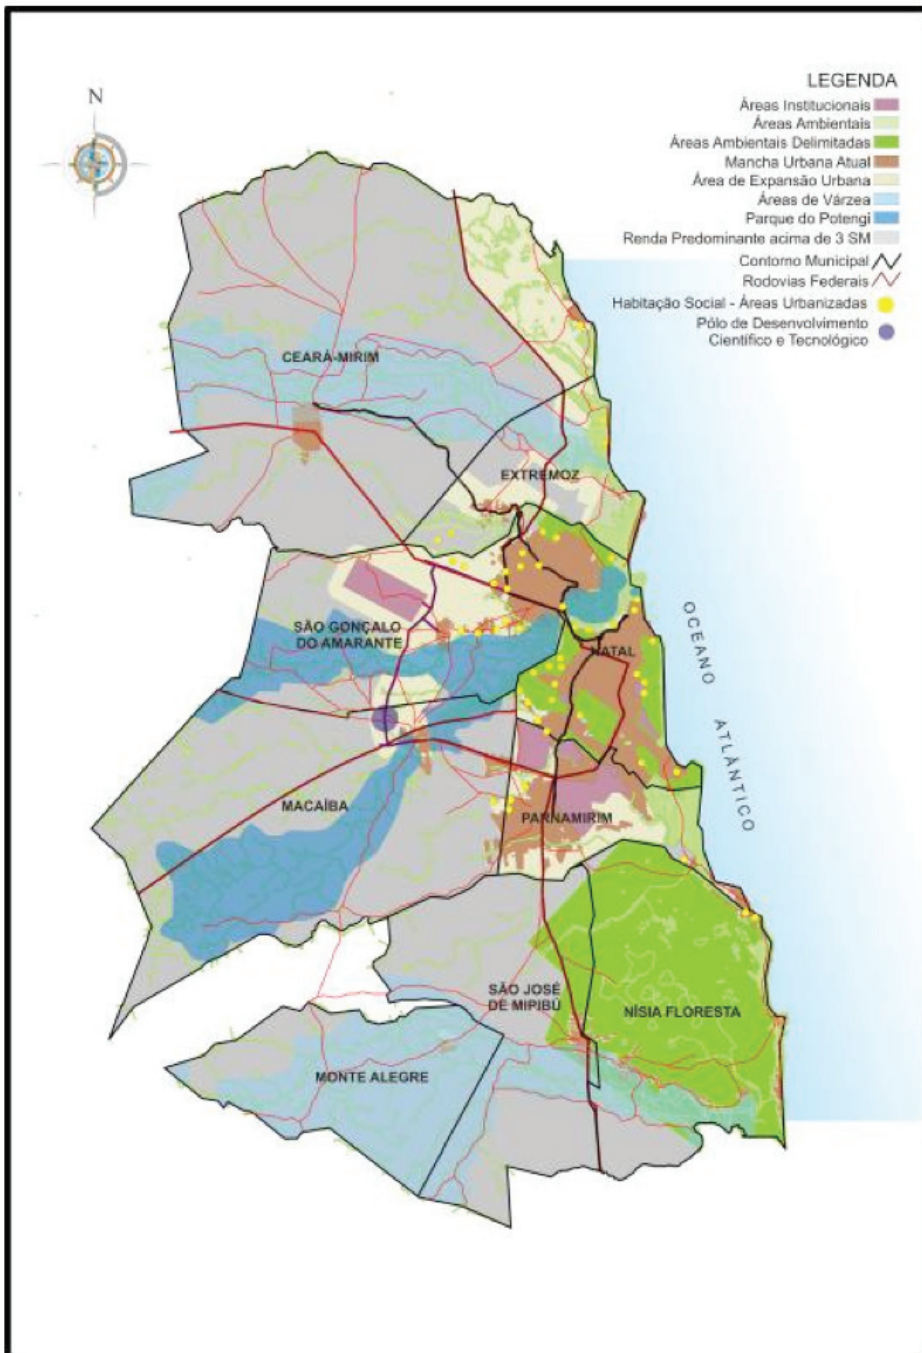 N
LEGENDA
Áreas Institucionais
Áreas Ambientais
Áreas Ambientais Delimitadas
Mancha Urbana Atual
Área de Expansão Urbana
Áreas de Várzea
Parque do Potengi
Renda Predominante acima de 3 SM
Contorno Municipal
Rodovias Federais
Habitação Social - Áreas Urbanizadas
Pólo de Desenvolvimento
Científico e Tecnológico
CEARÁ-MIRIM
EXTREMOZ
SÃO GONÇALO
DO AMARANTE
NATAL
OCEANO ATLÂNTICO
MACAÍBA
PARNAMIRIM
SÃO JOSÉ
DE MIPIBÚ
NÍSIA FLORESTA
MONTE ALEGRE